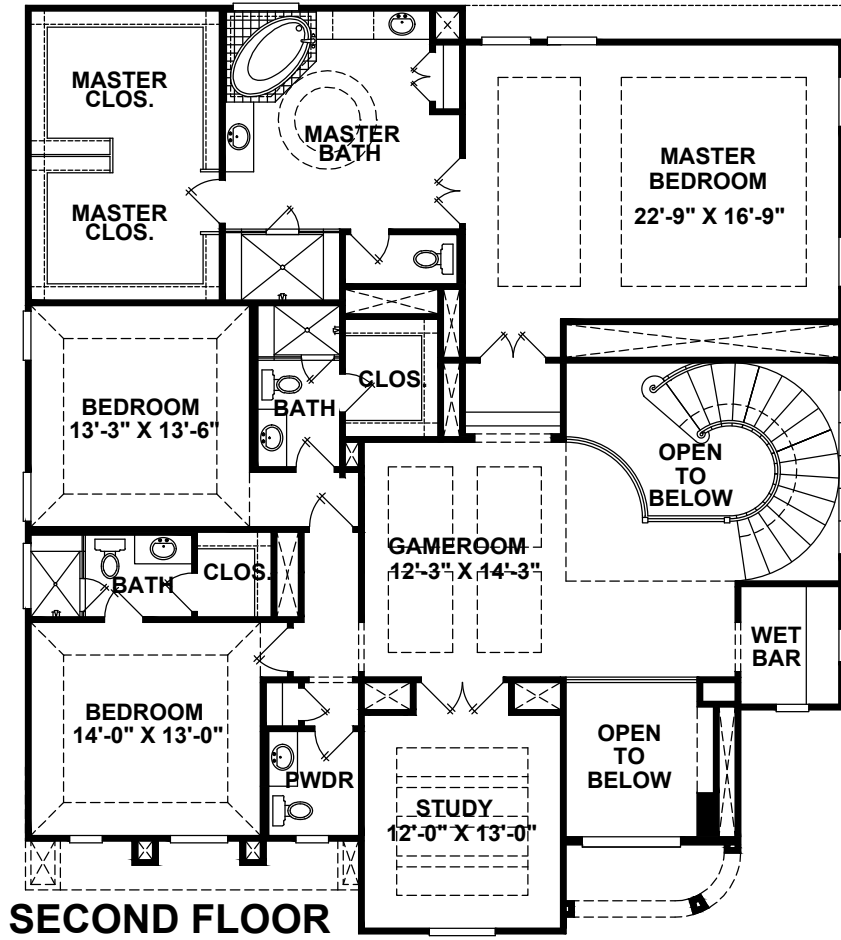 MASTER
CLOS.
MASTER
BATH
MASTER
BEDROOM
22'-9" X 16'-9"
MASTER
CLOS.
BEDROOM
13'-3" X 13'-6"
BATH
CLOS.
OPEN
TO
BELOW
GAMEROOM
12'-3" X 14'-3"
BATH
CLOS.
WET
BAR
BEDROOM
14'-0" X 13'-0"
OPEN
TO
BELOW
PWDR
STUDY
12'-0" X 13'-0"
SECOND FLOOR